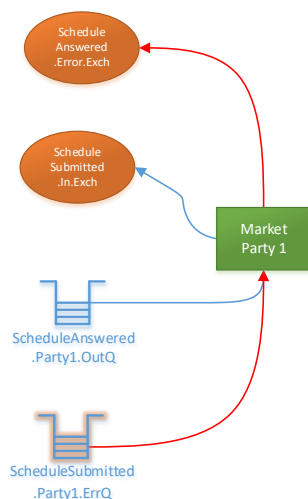 Schedule
Answered
.Error.Exch
Schedule
Submitted
.In.Exch
Market
Party 1
ScheduleAnswered
.Party1.OutQ
ScheduleSubmitted
.Party1.ErrQ